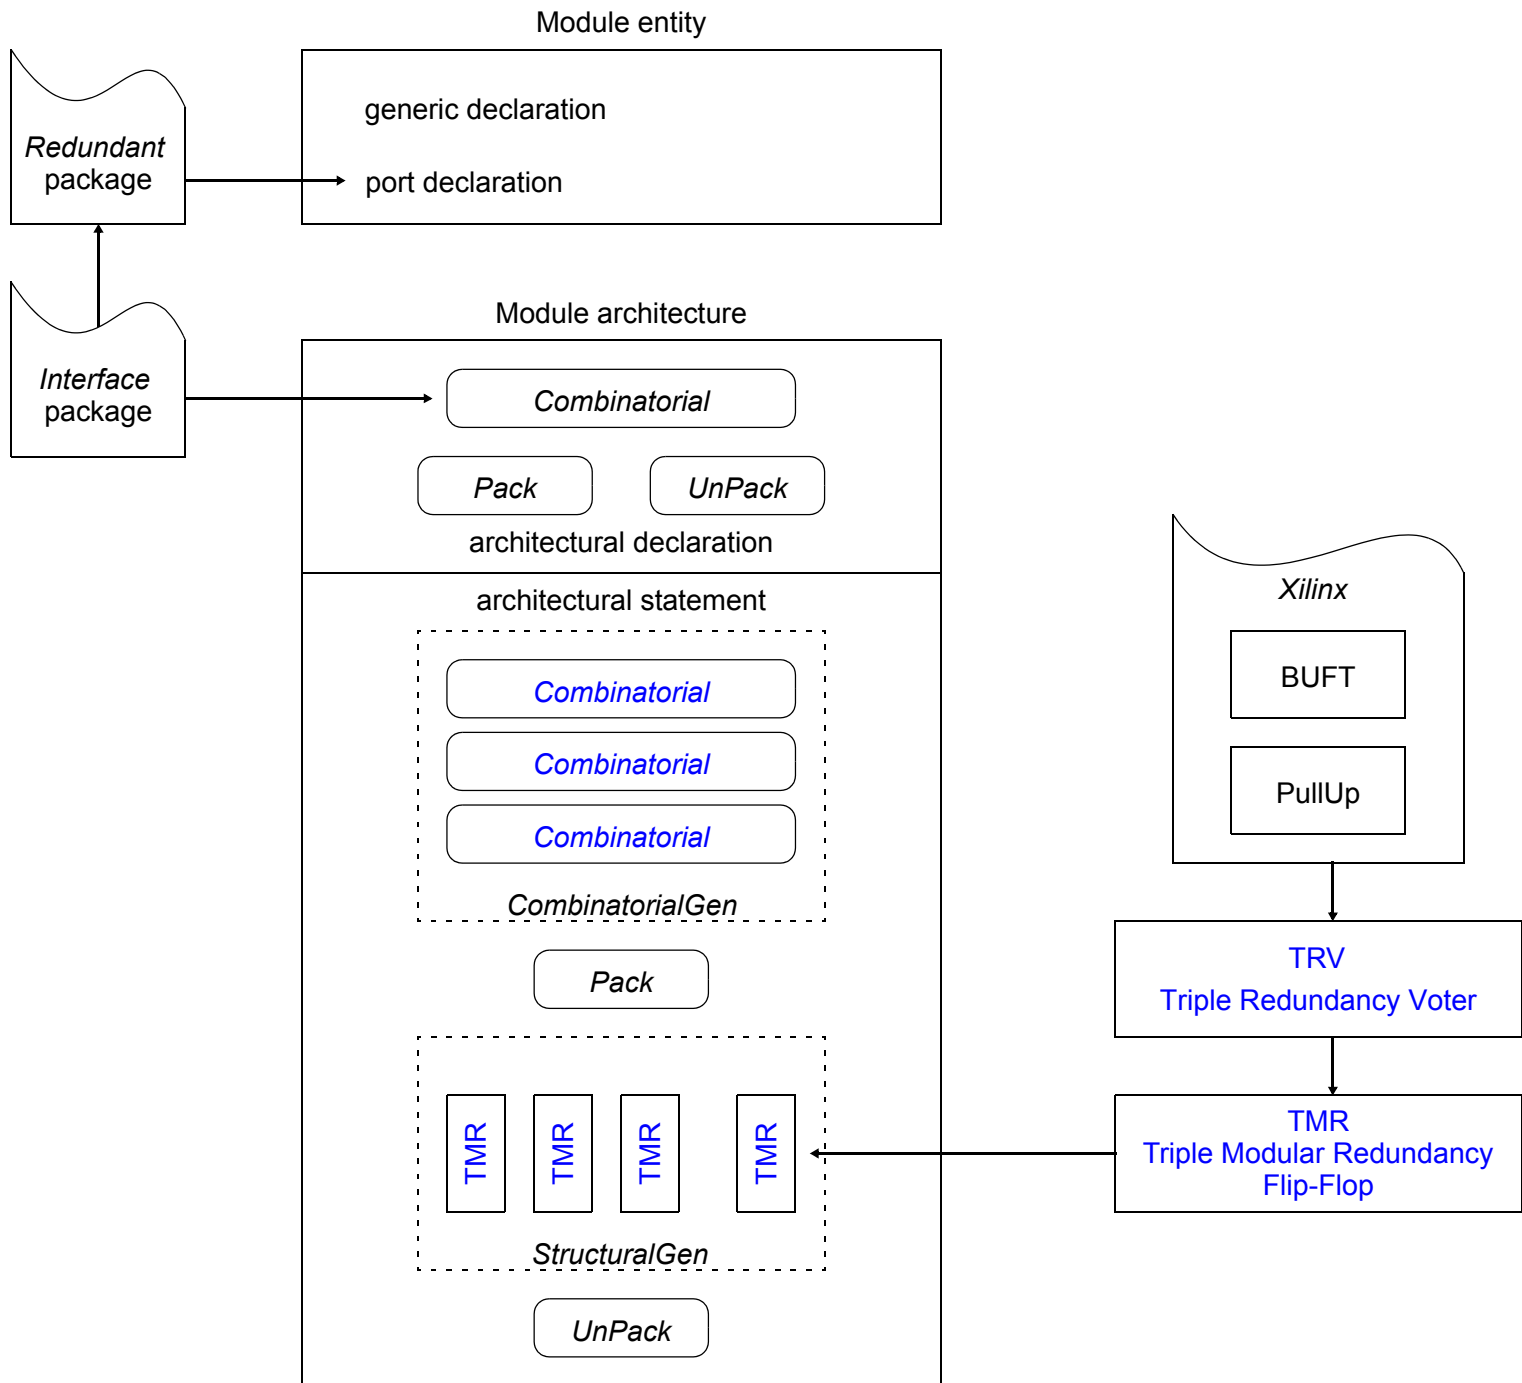 Module entity
Redundant
package
generic declaration
port declaration
Interface
package
Module architecture
Combinatorial
Pack
UnPack
architectural declaration
architectural statement
Combinatorial
Combinatorial
Combinatorial
CombinatorialGen
Pack
TMR
TMR
TMR
TMR
StructuralGen
UnPack
Xilinx
BUFT
PullUp
TRV
Triple Redundancy Voter
TMR
Triple Modular Redundancy
Flip-Flop